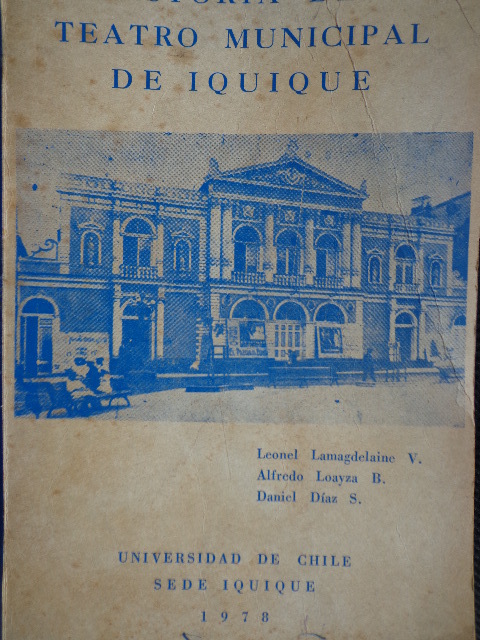 TEATRO MUNICIPAL
DE IQUIQUE
Leonel Lamagdelaine V.
Alfredo Loayza B.
Daniel Díaz S.
UNIVERSIDAD DE CHILE
SEDE IQUIQUE
1978